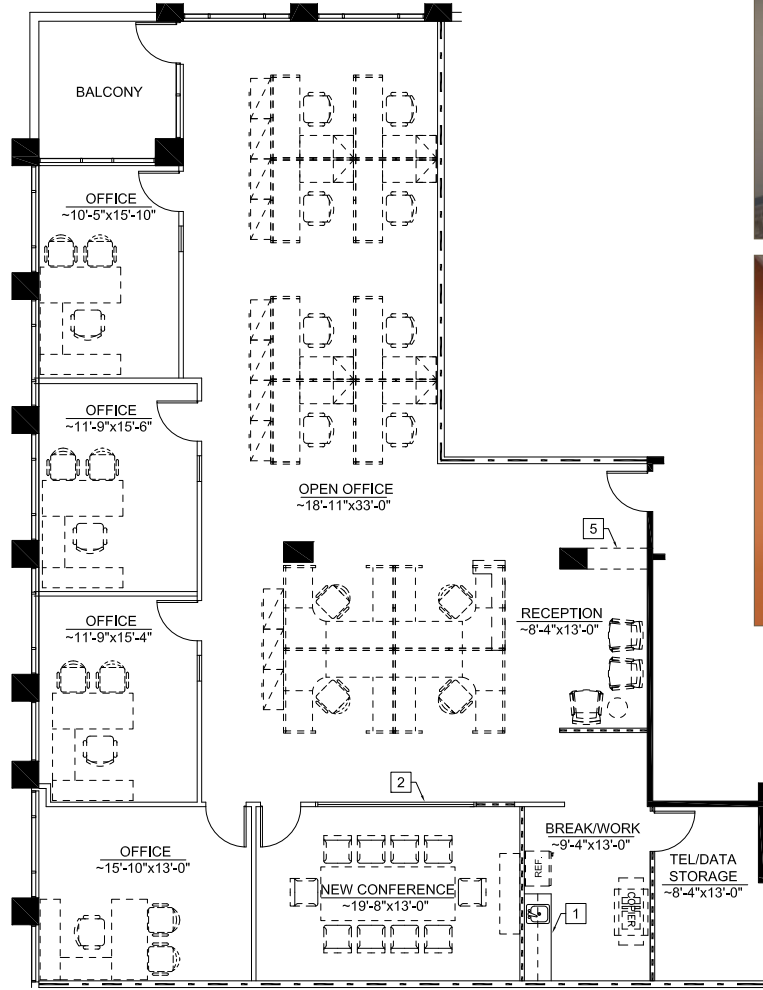 BALCONY
OFFICE
~10'-5"x15'-10"
OFFICE
~11'-9"x15'-6"
OPEN OFFICE
~18'-11"x33'-0"
5
OFFICE
~11'-9"x15'-4"
RECEPTION
~8'-4"x13'-0"
2
OFFICE
~15'-10"x13'-0"
NEW CONFERENCE
~19'-8"x13'-0"
BREAK/WORK
~9'-4"x13'-0"
REF.
1
COPIER
TEL/DATA
STORAGE
~8'-4"x13'-0"